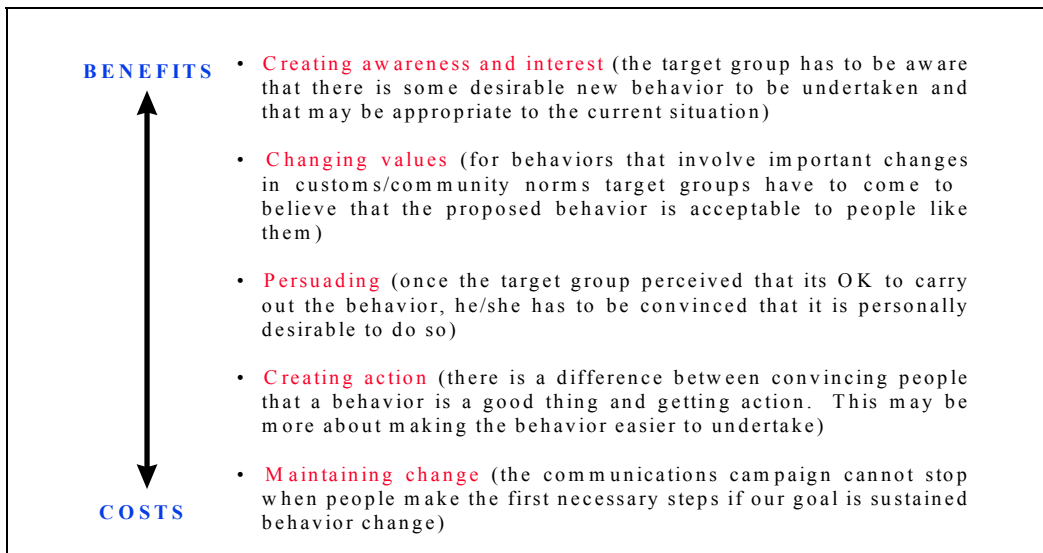 BENEFITS
• Creating awareness and interest (the target group has to be aware
that there is some desirable new behavior to be undertaken and
that may be appropriate to the current situation)
• Changing values (for behaviors that involve important changes
in customs/community norms target groups have to come to
believe that the proposed behavior is acceptable to people like
them)
• Persuading (once the target group perceived that its OK to carry
out the behavior, he/she has to be convinced that it is personally
desirable to do so)
• Creating action (there is a difference between convincing people
that a behavior is a good thing and getting action. This may be
more about making the behavior easier to undertake)
• Maintaining change (the communications campaign cannot stop
when people make the first necessary steps if our goal is sustained
behavior change)
COSTS